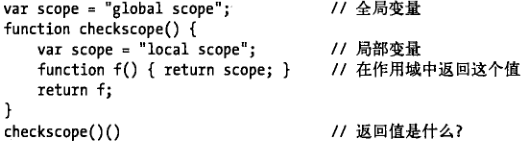 var scope = "global scope";    // 全局变量
function checkscope() {
    var scope = "local scope";    // 局部变量
    function f() { return scope; }    // 在作用域中返回这个值
    return f;
}
checkscope()()    // 返回值是什么?